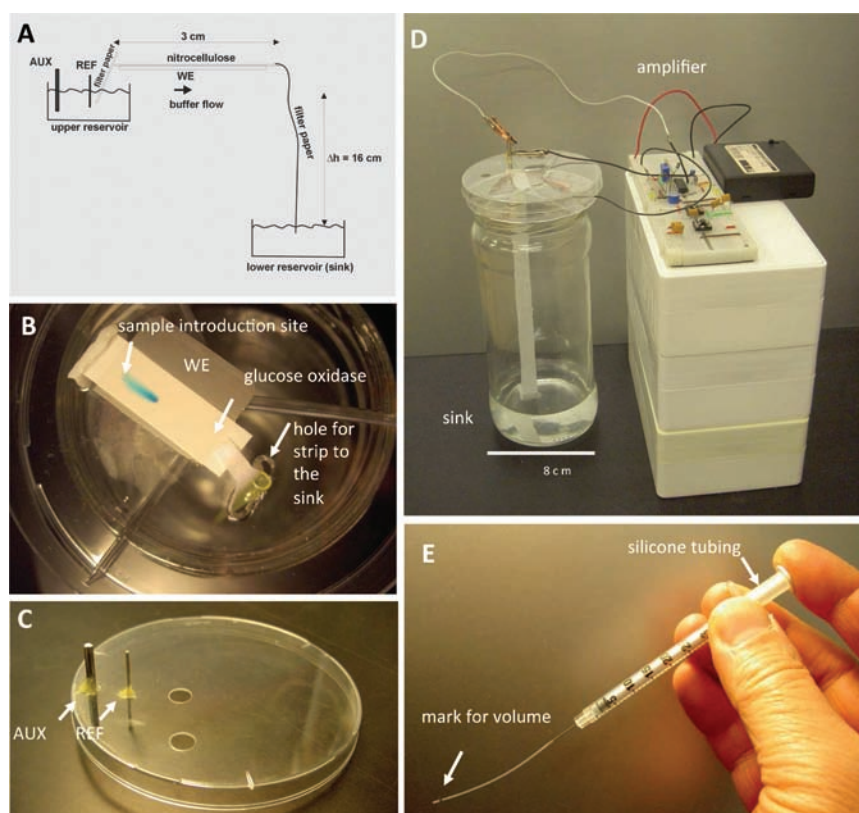 A
3 cm
AUX
REF
filter paper
nitrocellulose
WE
buffer flow
upper reservoir
filter paper
Δh = 16 cm
lower reservoir (sink)
B
sample introduction site
WE
glucose oxidase
hole for
strip to
the
sink
C
AUX
REF
D
amplifier
sink
8 cm
E
silicone tubing
mark for volume